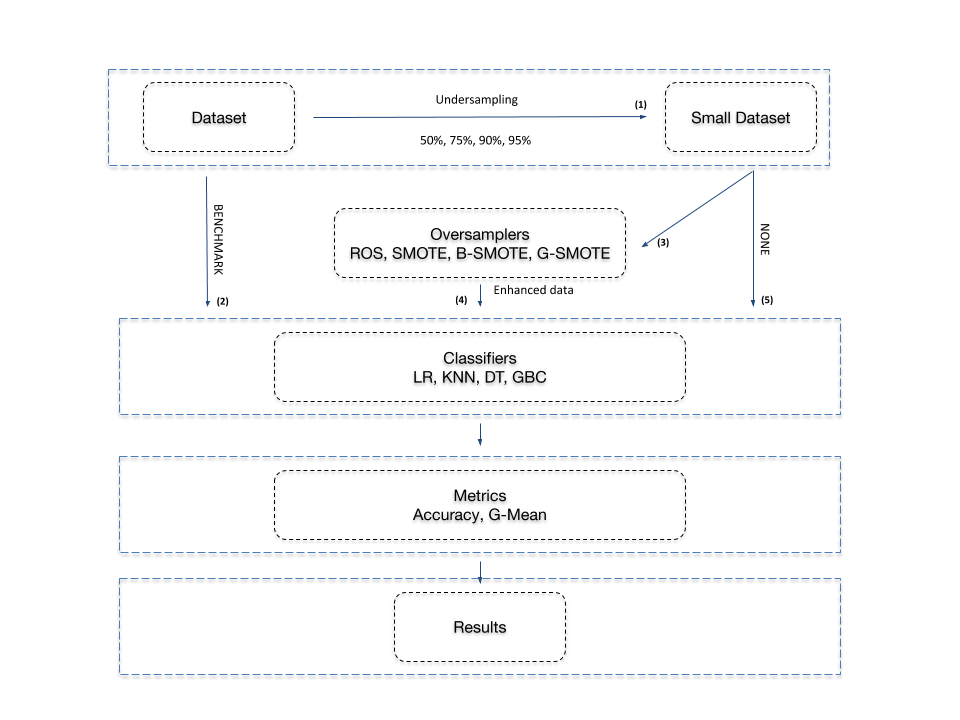 Dataset
Undersampling
(1)
50%, 75%, 90%, 95%
Small Dataset
BENCHMARK
(2)
Oversamplers
ROS, SMOTE, B-SMOTE, G-SMOTE
(3)
NONE
(4)
Enhanced data
(5)
Classifiers
LR, KNN, DT, GBC
Metrics
Accuracy, G-Mean
Results